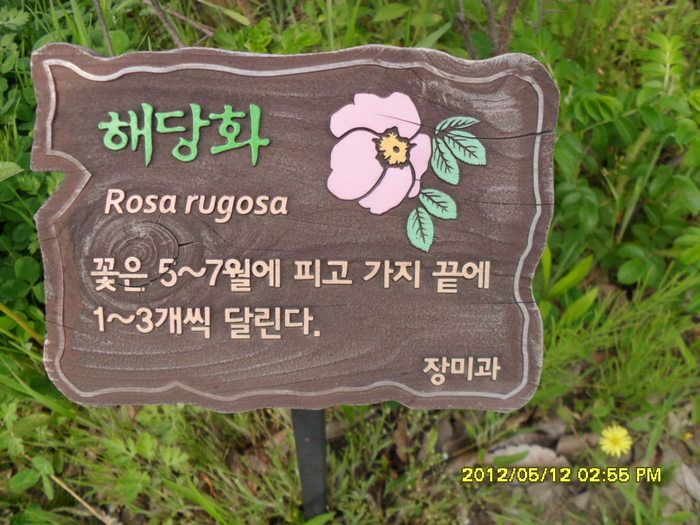 해당화
Rosa rugosa
꽃은 5~7월에 피고 가지 끝에
1~3개씩 달린다.
장미과
2012/05/12 02:55 PM